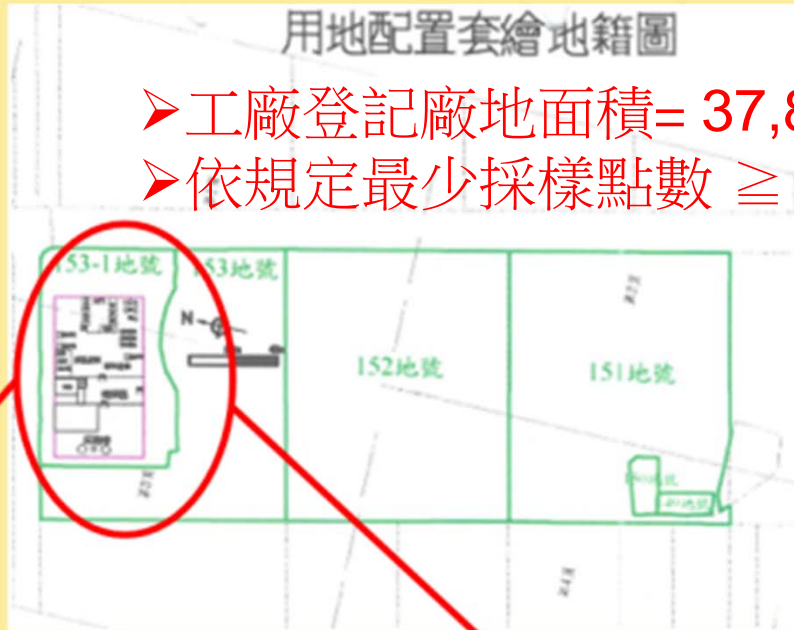 用地配置套繪地籍圖
➢工廠登記廠地面積= 37,8
➢依規定最少採樣點數 ≧
153-1地號
153地號
N
152地號
151地號